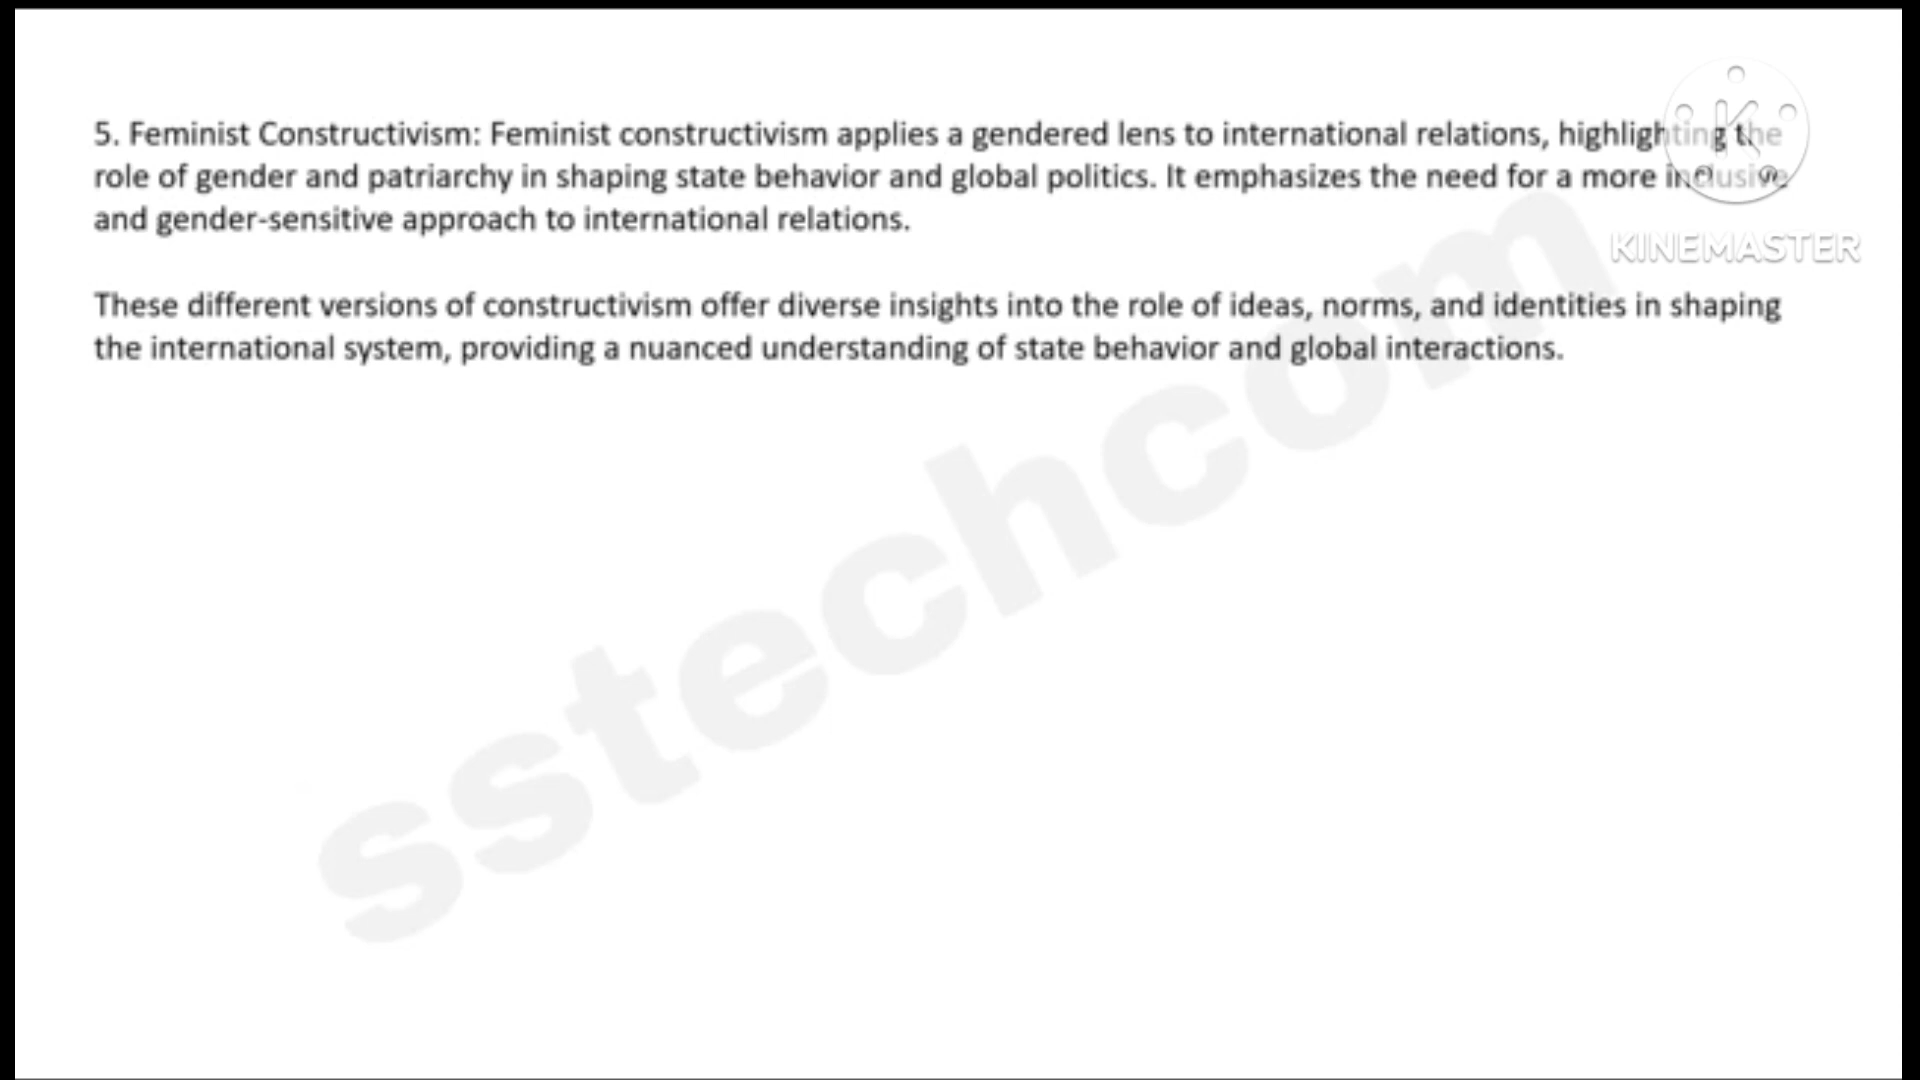 5. Feminist Constructivism: Feminist constructivism applies a gendered lens to international relations, highlighting the
role of gender and patriarchy in shaping state behavior and global politics. It emphasizes the need for a more inclusive
and gender-sensitive approach to international relations.
These different versions of constructivism offer diverse insights into the role of ideas, norms, and identities in shaping
the international system, providing a nuanced understanding of state behavior and global interactions.
K
KINEMASTER
sstechcom